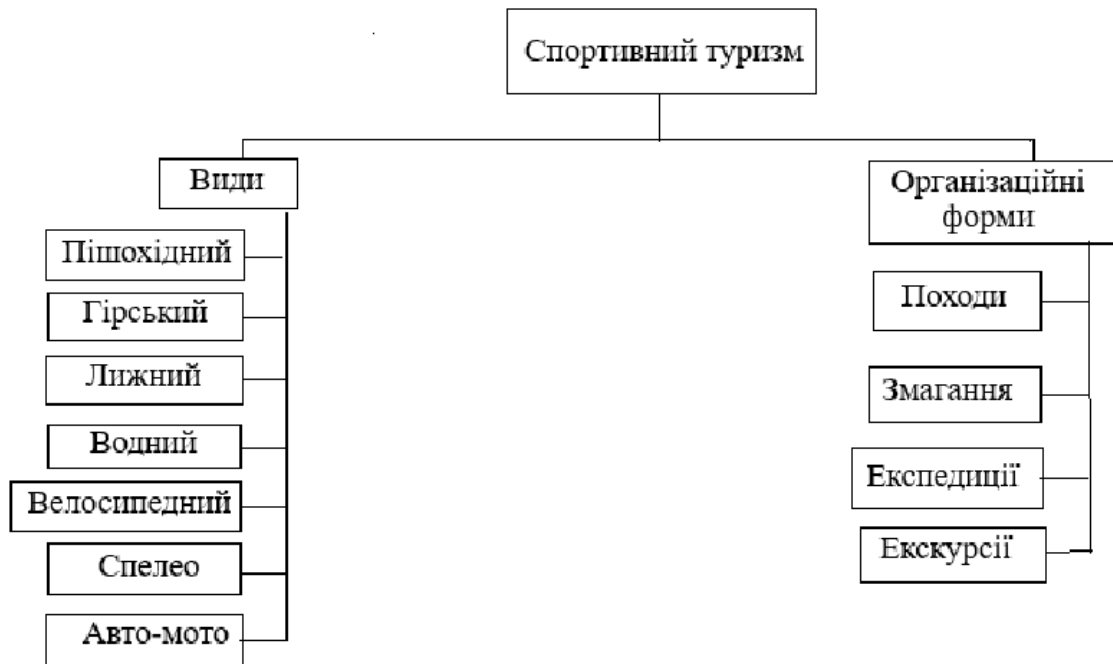 Спортивний туризм
Види
Пішохідний
Гірський
Лижний
Водний
Велосипедний
Спелео
Авто-мото
Організаційні
форми
Походи
Змагання
Експедиції
Екскурсії